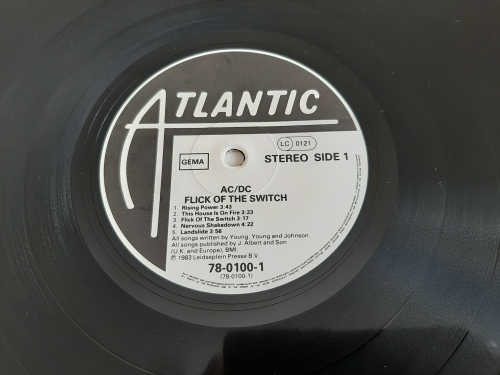 ATLANTIC
LC 0121
GEMA
STEREO SIDE 1
AC/DC
FLICK OF THE SWITCH
1. Rising Power 3:43
2. This House Is On Fire 3:23
3. Flick Of The Switch 3:17
4. Nervous Shakedown 4:22
5. Landslide 3:56
All songs written by Young, Young and Johnson.
All songs published by J. Albert and Son
(U.K. and Europe), BMI.
℗ 1983 Leidseplein Presse B.V.
78-0100-1
(78-0100-1)